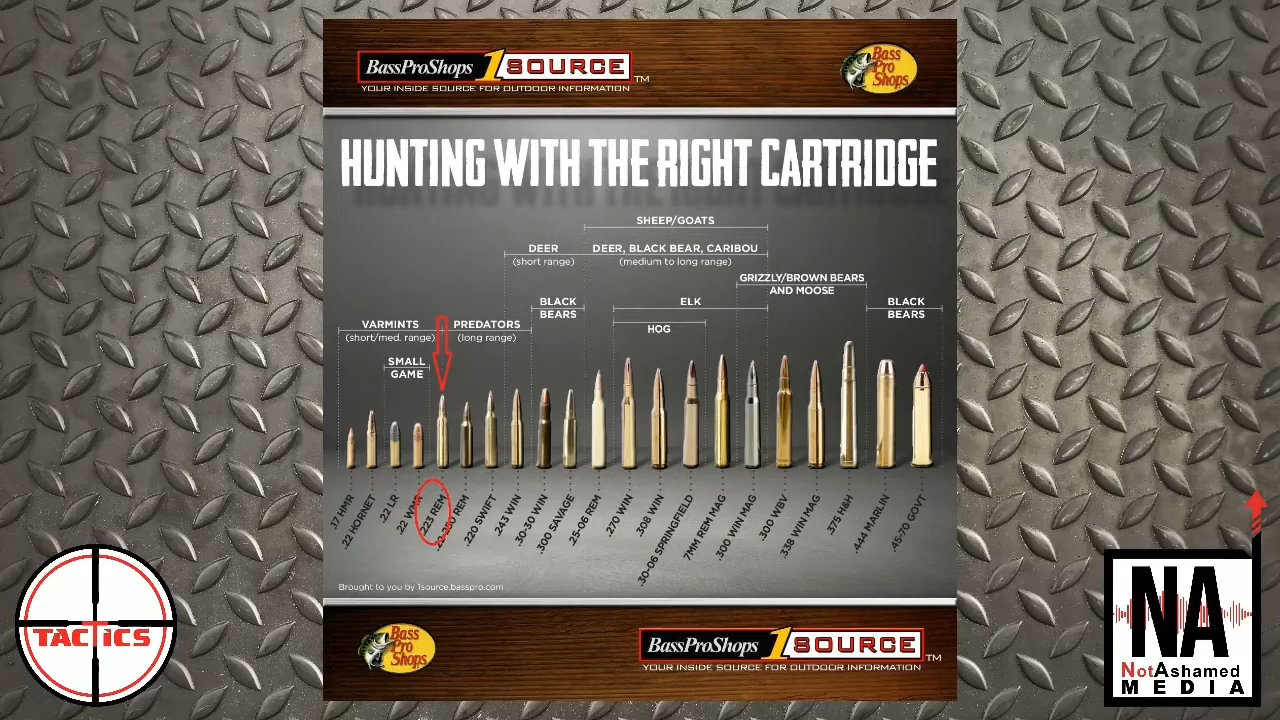 BassProShops 1SOURCE™
YOUR INSIDE SOURCE FOR OUTDOOR INFORMATION
Bass
Pro
Shops
HUNTING WITH THE RIGHT CARTRIDGE
SHEEP/GOATS
DEER
(short range)
DEER, BLACK BEAR, CARIBOU
(medium to long range)
GRIZZLY/BROWN BEARS
AND MOOSE
BLACK
BEARS
ELK
BLACK
BEARS
HOG
VARMINTS
(short/med. range)
PREDATORS
(long range)
SMALL
GAME
.17 HMR
.22 HORNET
.22 LR
.22 WMR
.223 REM
.22-250 REM
.220 SWIFT
.243 WIN
.30-30 WIN
.300 SAVAGE
.25-06 REM
.270 WIN
.308 WIN
.30-06 SPRINGFIELD
7MM REM MAG
.300 WIN MAG
.300 WBV
.338 WIN MAG
.375 H&H
.444 MARLIN
.45-70 GOVT
Brought to you by 1source.basspro.com
Bass
Pro
Shops
BassProShops 1SOURCE™
YOUR INSIDE SOURCE FOR OUTDOOR INFORMATION
TACTICS
NA
NotAshamed
MEDIA